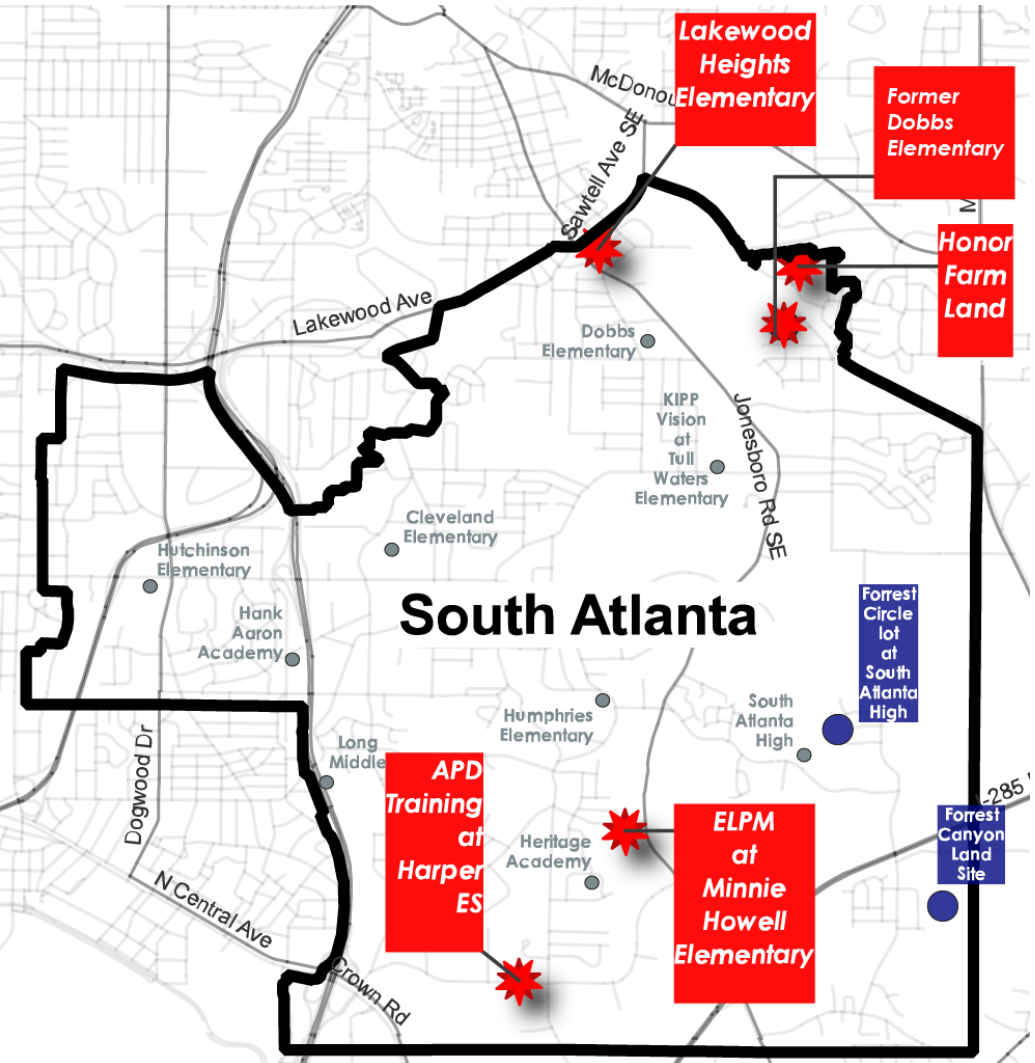 Lakewood
Heights
Elementary
McDonou
Former
Dobbs
Elementary
Sawtell Ave SE
M
Honor
Farm
Land
Lakewood Ave
Dobbs
Elementary
KIPP
Vision
at
Tull
Waters
Elementary
Jonesboro Rd SE
Cleveland
Elementary
Hutchinson
Elementary
Hank
Aaron
Academy
South Atlanta
Forrest
Circle
lot
at
South
Atlanta
High
Humphries
Elementary
South
Atlanta
High
Long
Middle
Dogwood Dr
APD
Training
at
Harper
ES
Heritage
Academy
ELPM
at
Minnie
Howell
Elementary
I-285
Forrest
Canyon
Land
Site
N Central Ave
Crown Rd